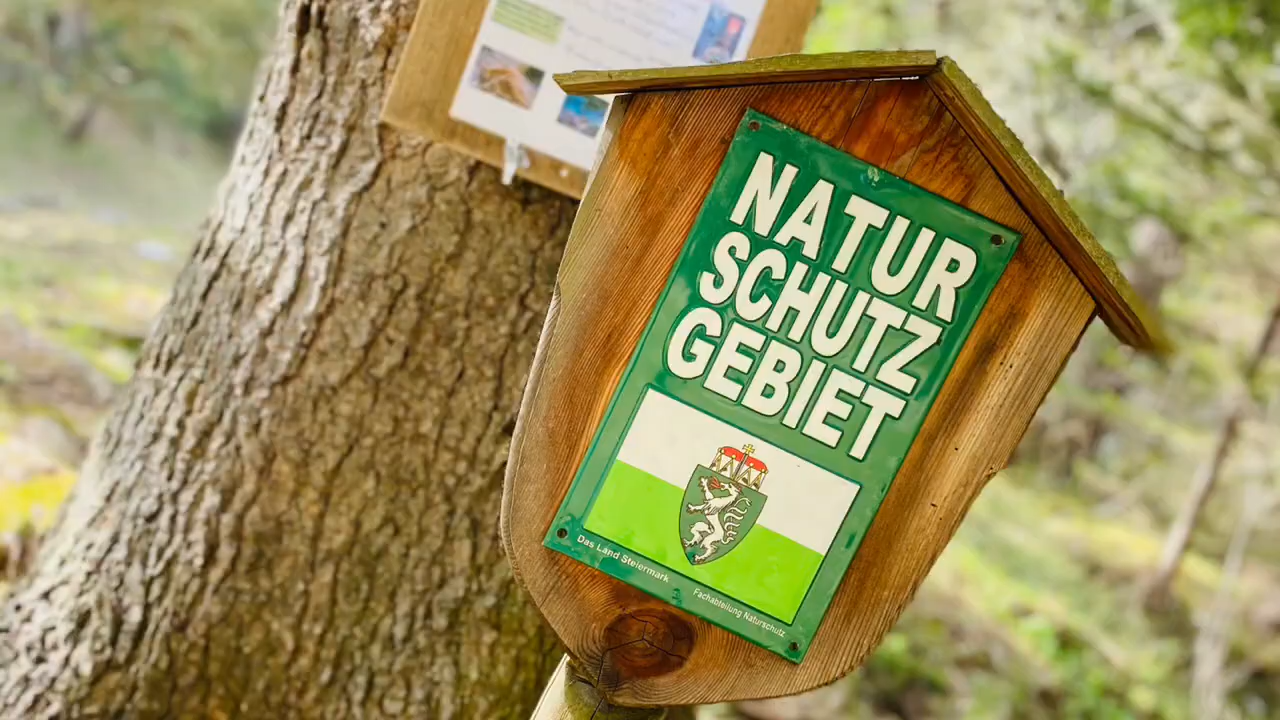 NATUR
SCHUTZ
GEBIET
Das Land Steiermark
Fachabteilung Naturschutz